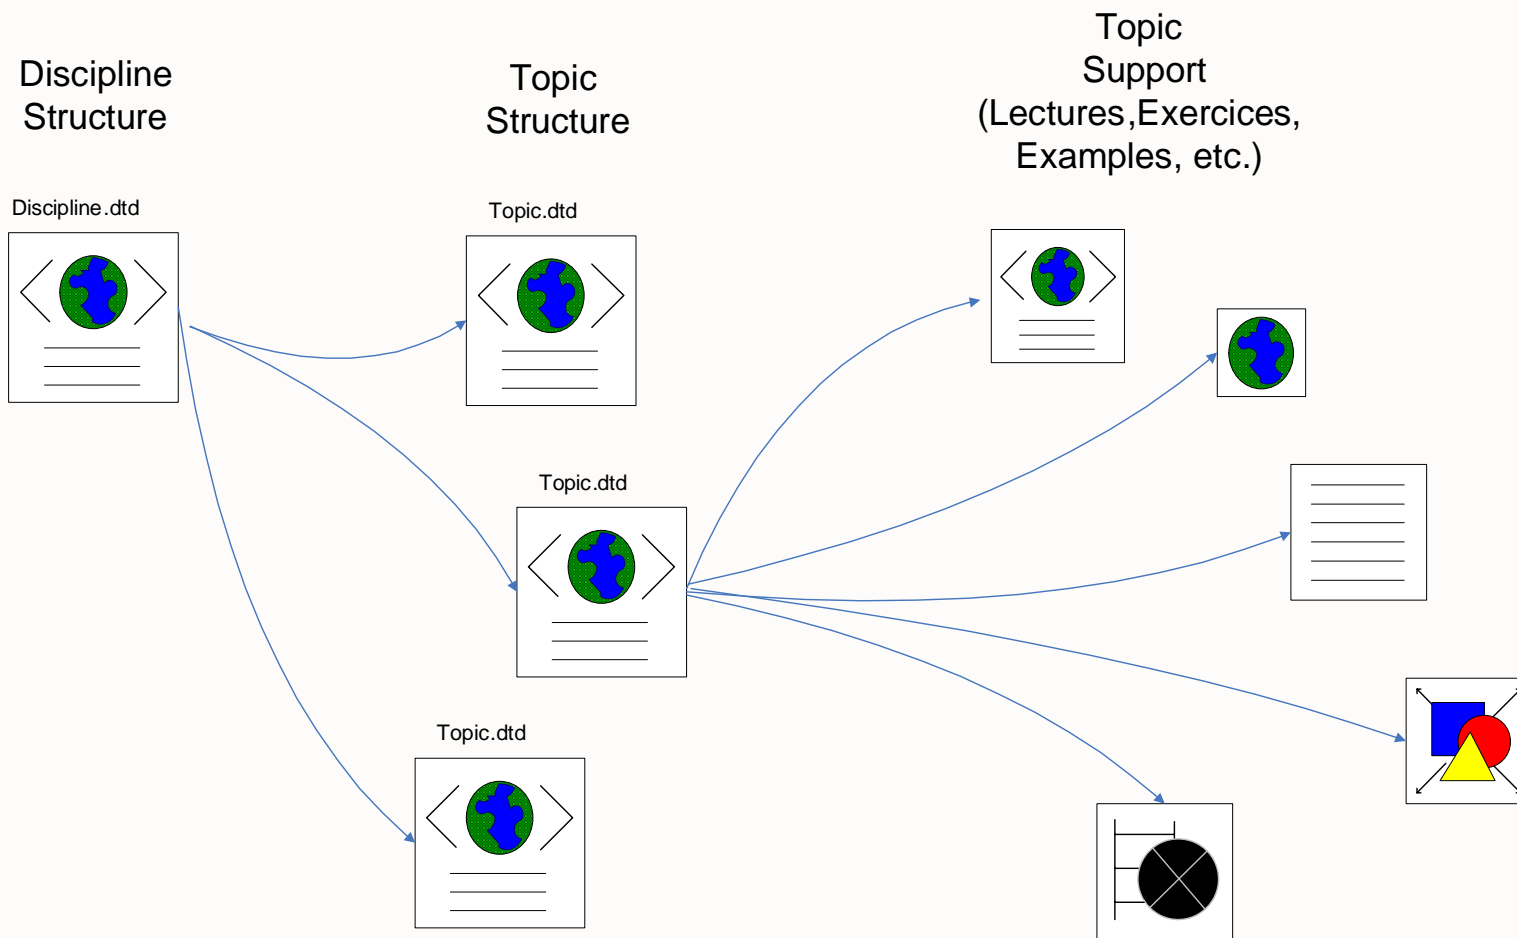 Discipline
Structure
Topic
Structure
Topic
Support
(Lectures,Exercices,
Examples, etc.)
Discipline.dtd
Topic.dtd
Topic.dtd
Topic.dtd